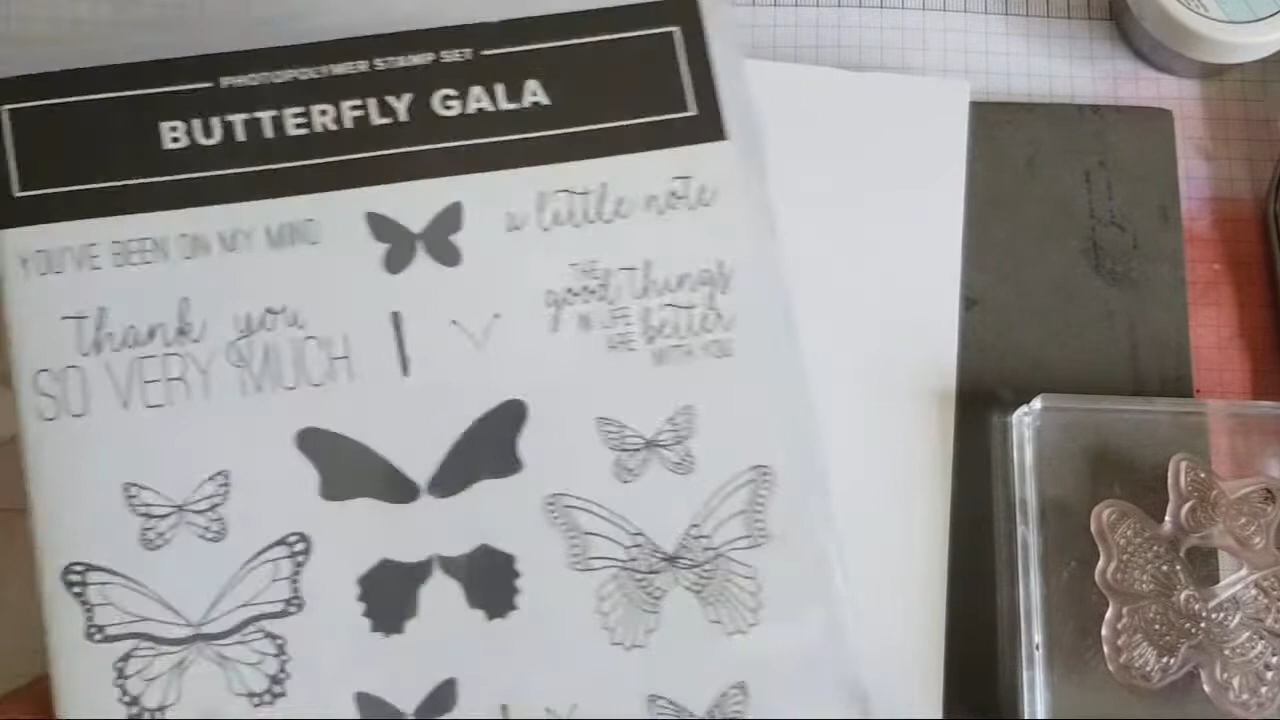 PHOTOPOLYMER STAMP SET
BUTTERFLY GALA
YOU'VE BEEN ON MY MIND
a little note
thank you
SO VERY MUCH
THE
good things
IN LIFE
ARE better
WITH YOU